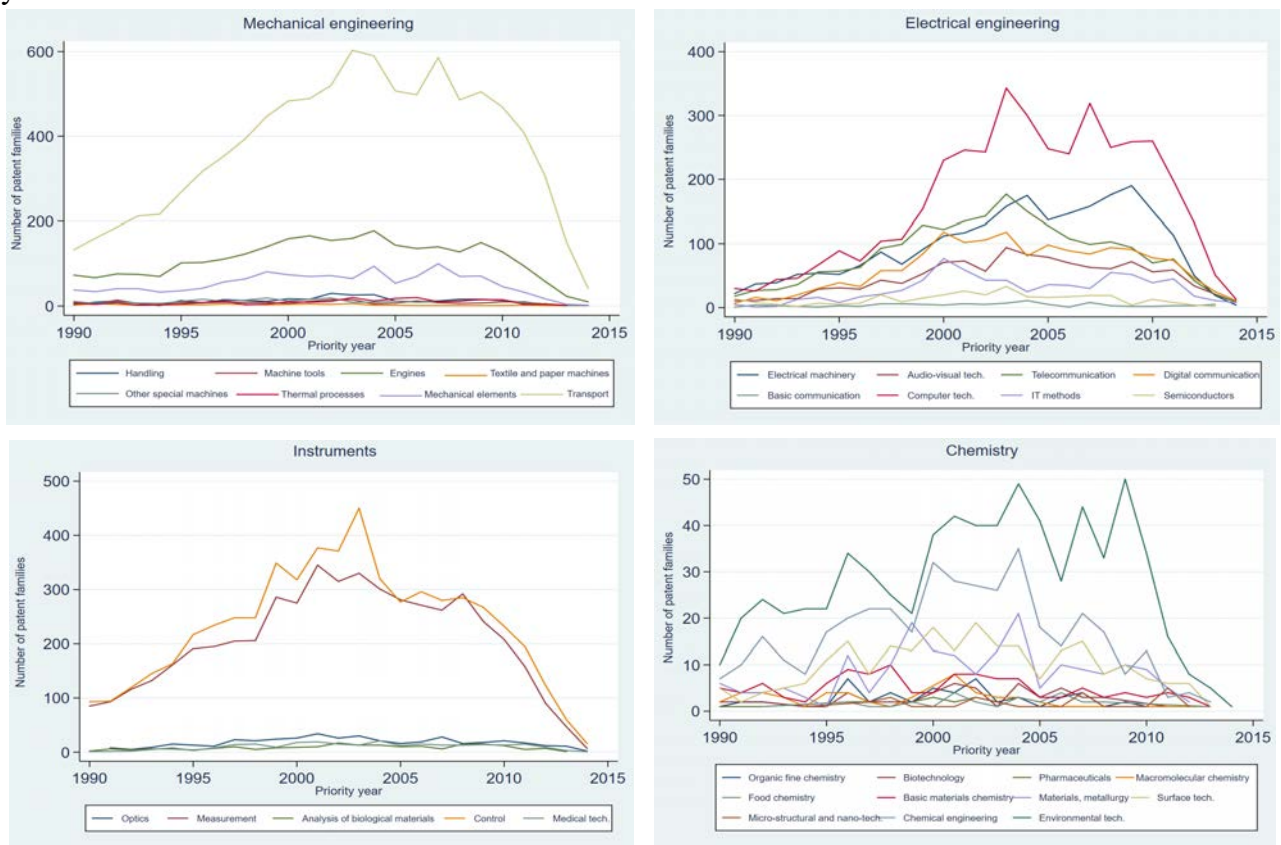 y
Mechanical engineering
Number of patent families
600
400
200
0
1990 1995 2000 2005 2010 2015
Priority year
Handling Machine tools Engines Textile and paper machines
Other special machines Thermal processes Mechanical elements Transport
Electrical engineering
Number of patent families
400
300
200
100
0
1990 1995 2000 2005 2010 2015
Priority year
Electrical machinery Audio-visual tech. Telecommunication Digital communication
Basic communication Computer tech. IT methods Semiconductors
Instruments
Number of patent families
500
400
300
200
100
0
1990 1995 2000 2005 2010 2015
Priority year
Optics Measurement Analysis of biological materials Control Medical tech.
Chemistry
Number of patent families
50
40
30
20
10
0
1990 1995 2000 2005 2010 2015
Priority year
Organic fine chemistry Biotechnology Pharmaceuticals Macromolecular chemistry
Food chemistry Basic materials chemistry Materials, metallurgy Surface tech.
Micro-structural and nano-tech. Chemical engineering Environmental tech.